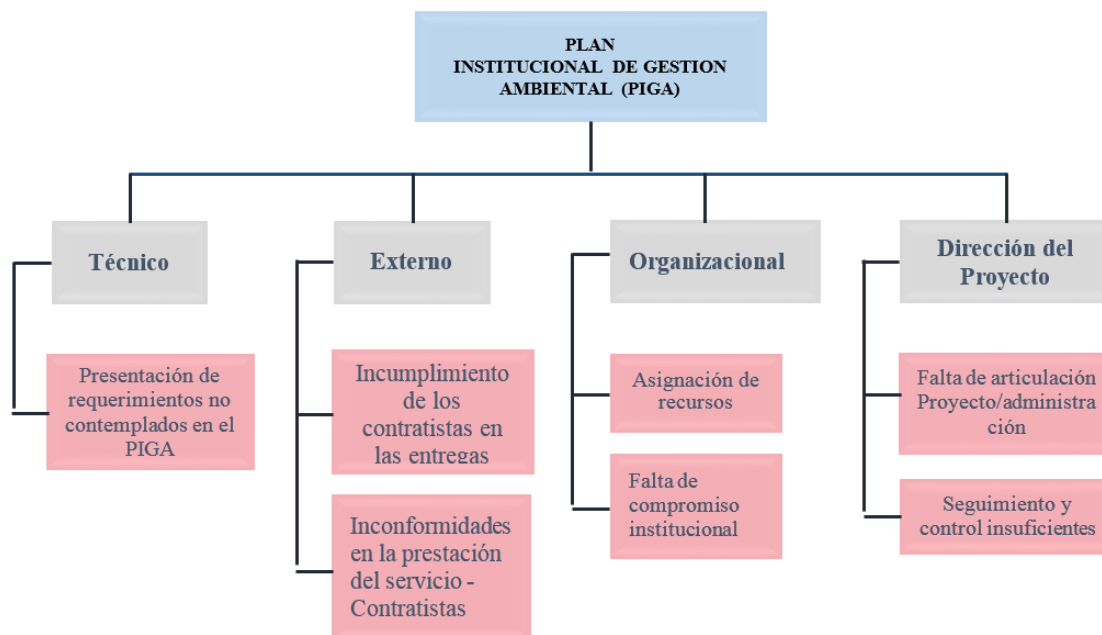 PLAN
INSTITUCIONAL DE GESTION
AMBIENTAL (PIGA)
Técnico
Externo
Organizacional
Dirección del
Proyecto
Presentación de
requerimientos no
contemplados en el
PIGA
Incumplimiento
de los
contratistas en
las entregas
Asignación de
recursos
Falta de articulación
Proyecto/administra
ción
Inconformidades
en la prestación
del servicio -
Contratistas
Falta de
compromiso
institucional
Seguimiento y
control insuficientes